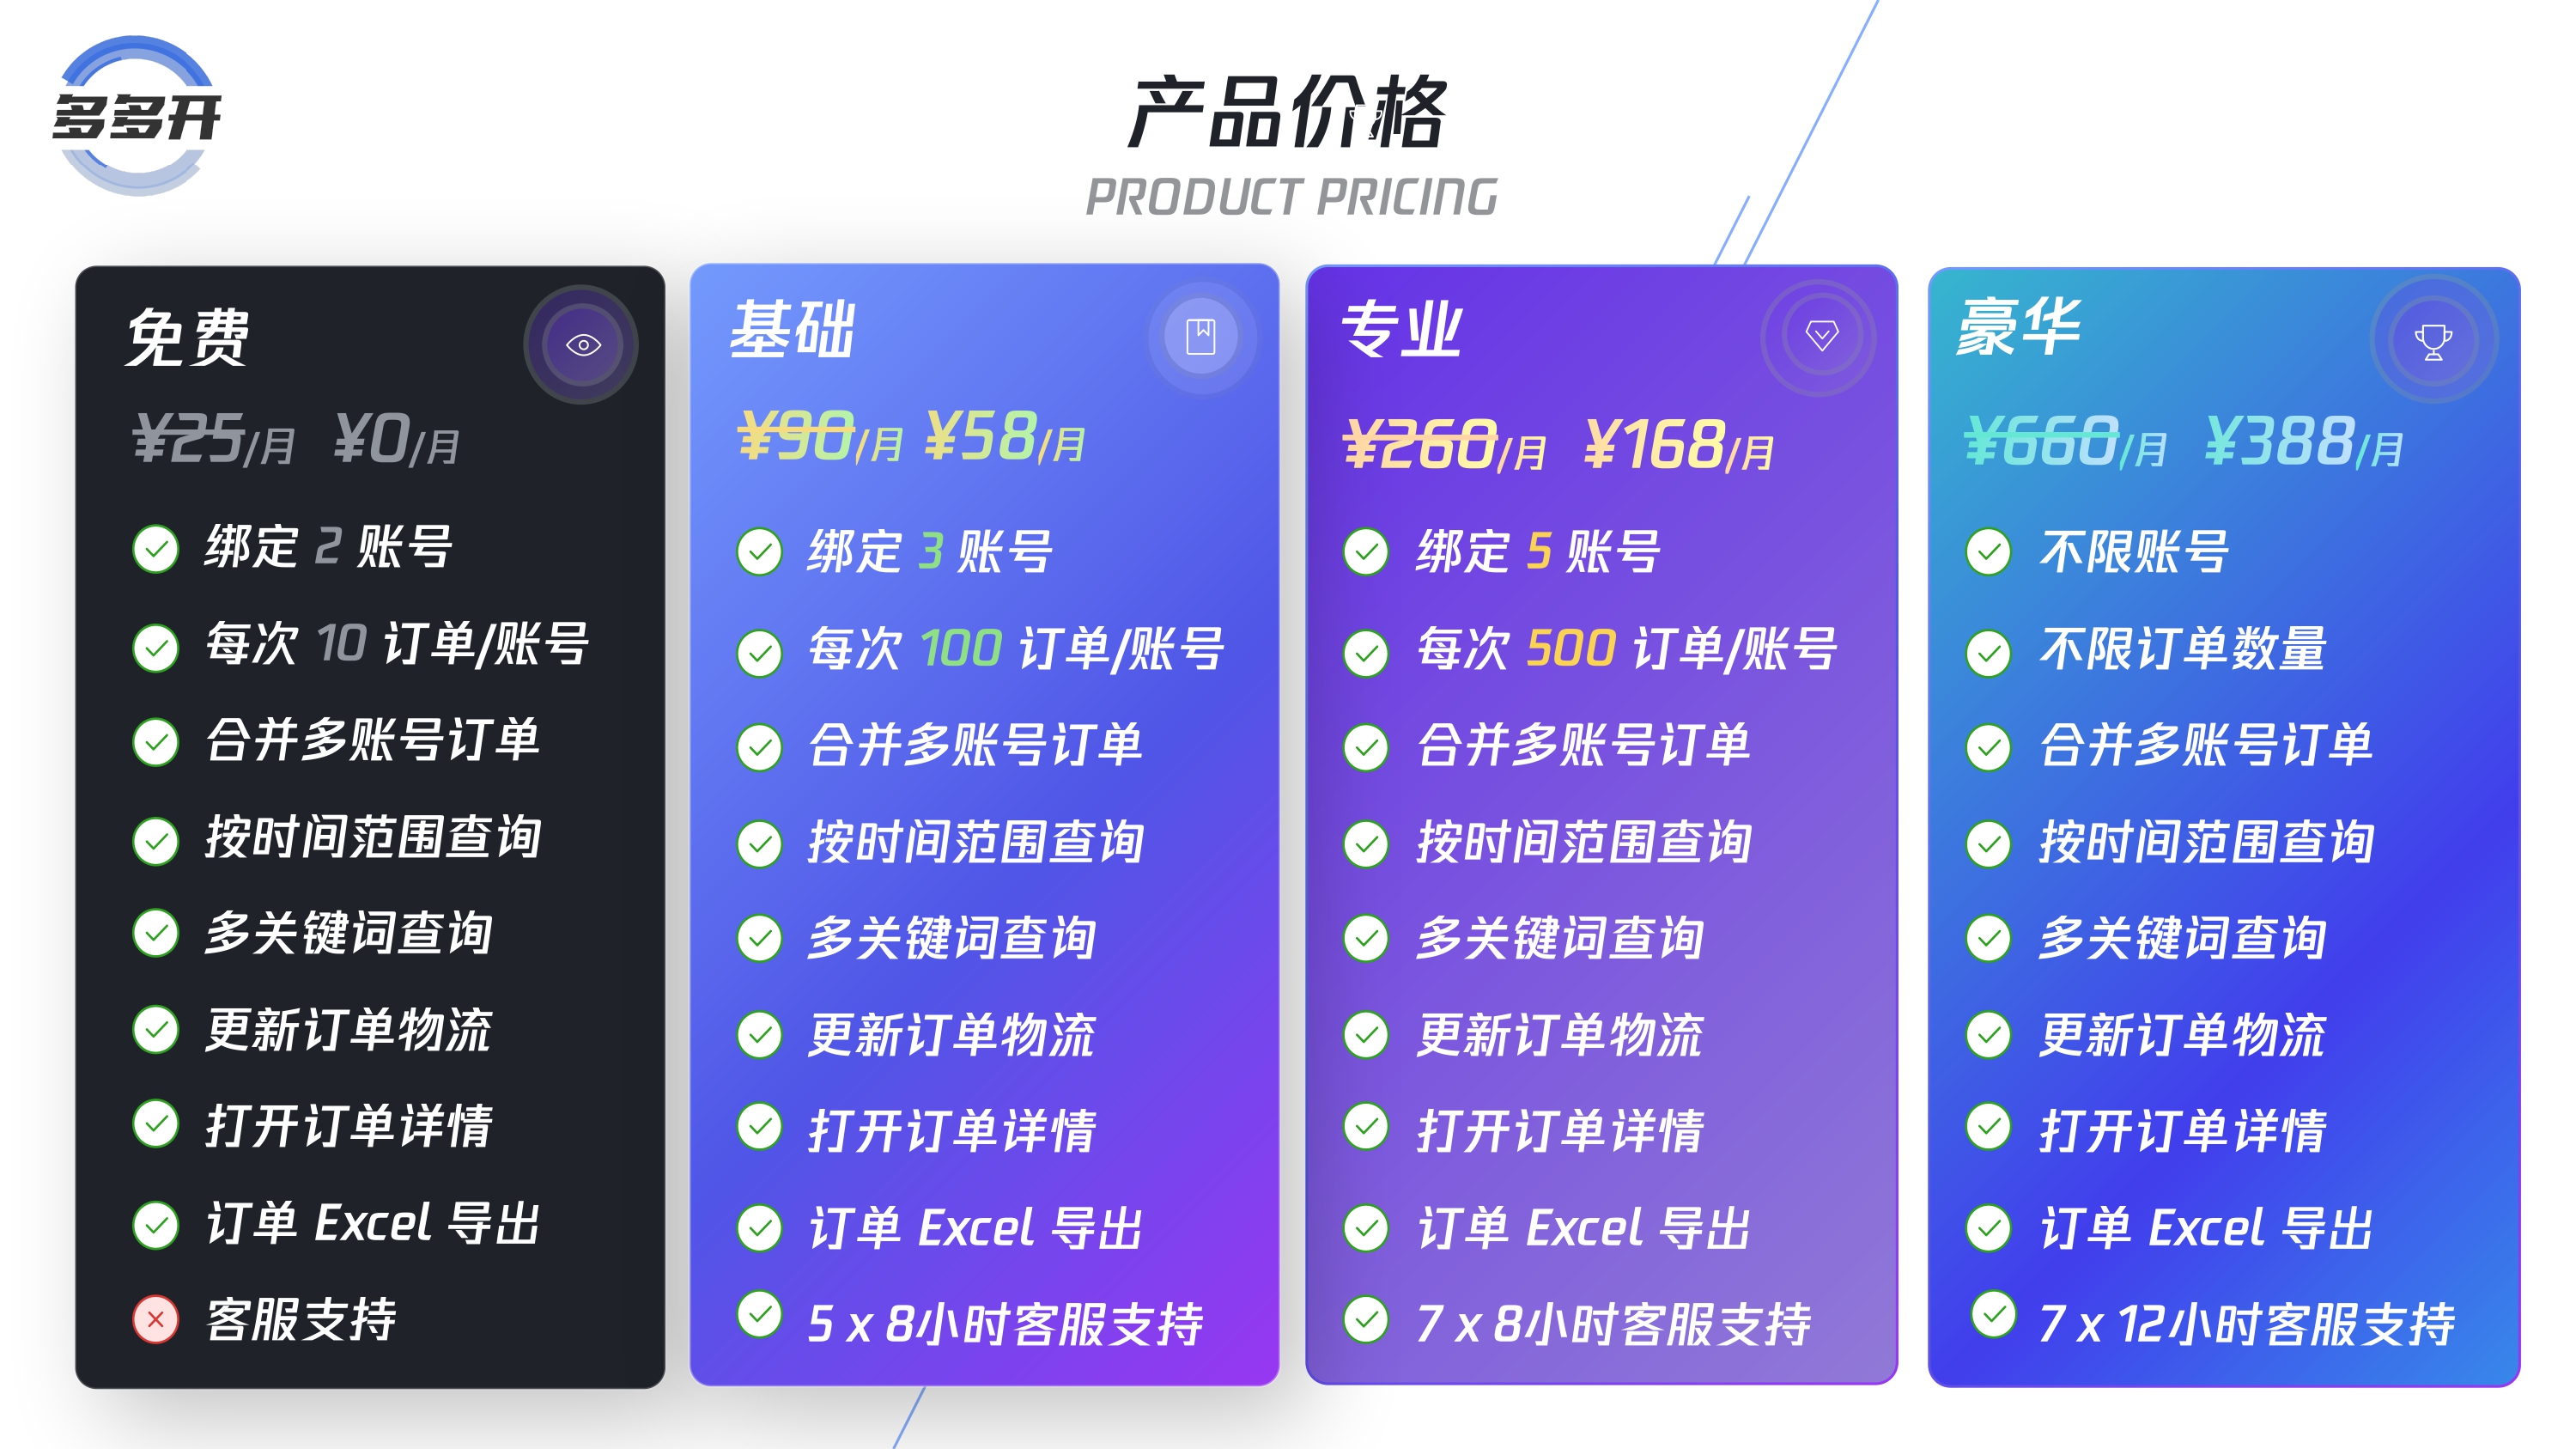 多多开
产品价格
PRODUCT PRICING
免费
¥25/月 ¥0/月
绑定 2 账号
每次 10 订单/账号
合并多账号订单
按时间范围查询
多关键词查询
更新订单物流
打开订单详情
订单 Excel 导出
客服支持
基础
¥90/月 ¥58/月
绑定 3 账号
每次 100 订单/账号
合并多账号订单
按时间范围查询
多关键词查询
更新订单物流
打开订单详情
订单 Excel 导出
5 x 8小时客服支持
专业
¥260/月 ¥168/月
绑定 5 账号
每次 500 订单/账号
合并多账号订单
按时间范围查询
多关键词查询
更新订单物流
打开订单详情
订单 Excel 导出
7 x 8小时客服支持
豪华
¥660/月 ¥388/月
不限账号
不限订单数量
合并多账号订单
按时间范围查询
多关键词查询
更新订单物流
打开订单详情
订单 Excel 导出
7 x 12小时客服支持